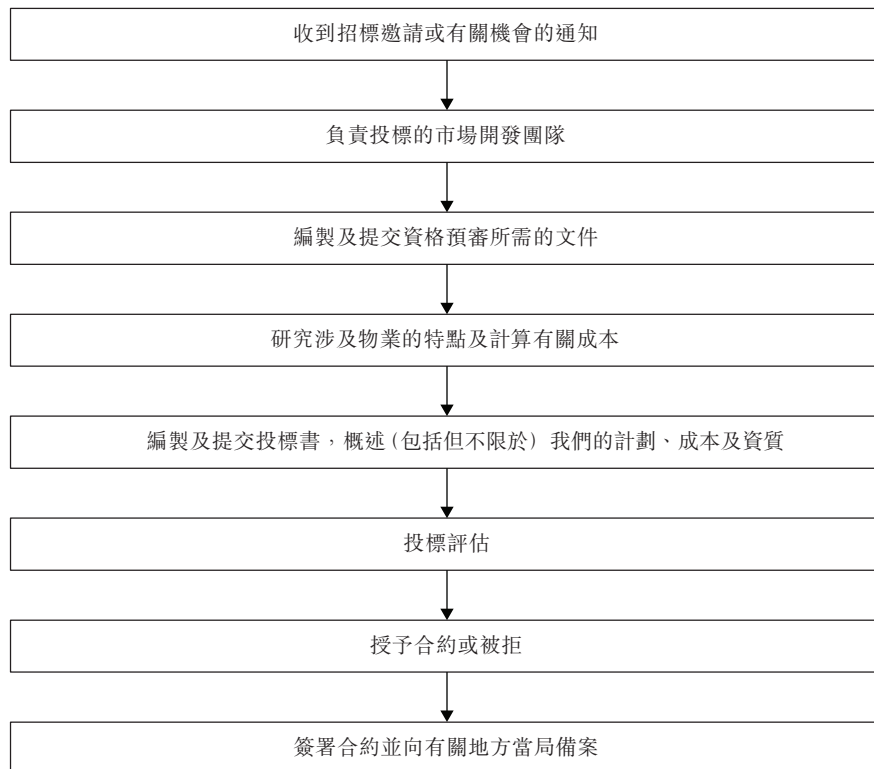 收到招標邀請或有關機會的通知
負責投標的市場開發團隊
編製及提交資格預審所需的文件
研究涉及物業的特點及計算有關成本
編製及提交投標書，概述（包括但不限於）我們的計劃、成本及資質
投標評估
授予合約或被拒
簽署合約並向有關地方當局備案